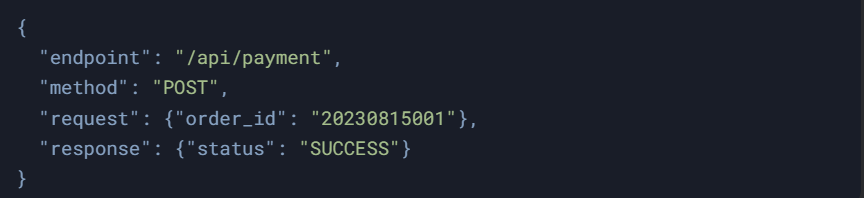 {
  "endpoint": "/api/payment",
  "method": "POST",
  "request": {"order_id": "20230815001"},
  "response": {"status": "SUCCESS"}
}